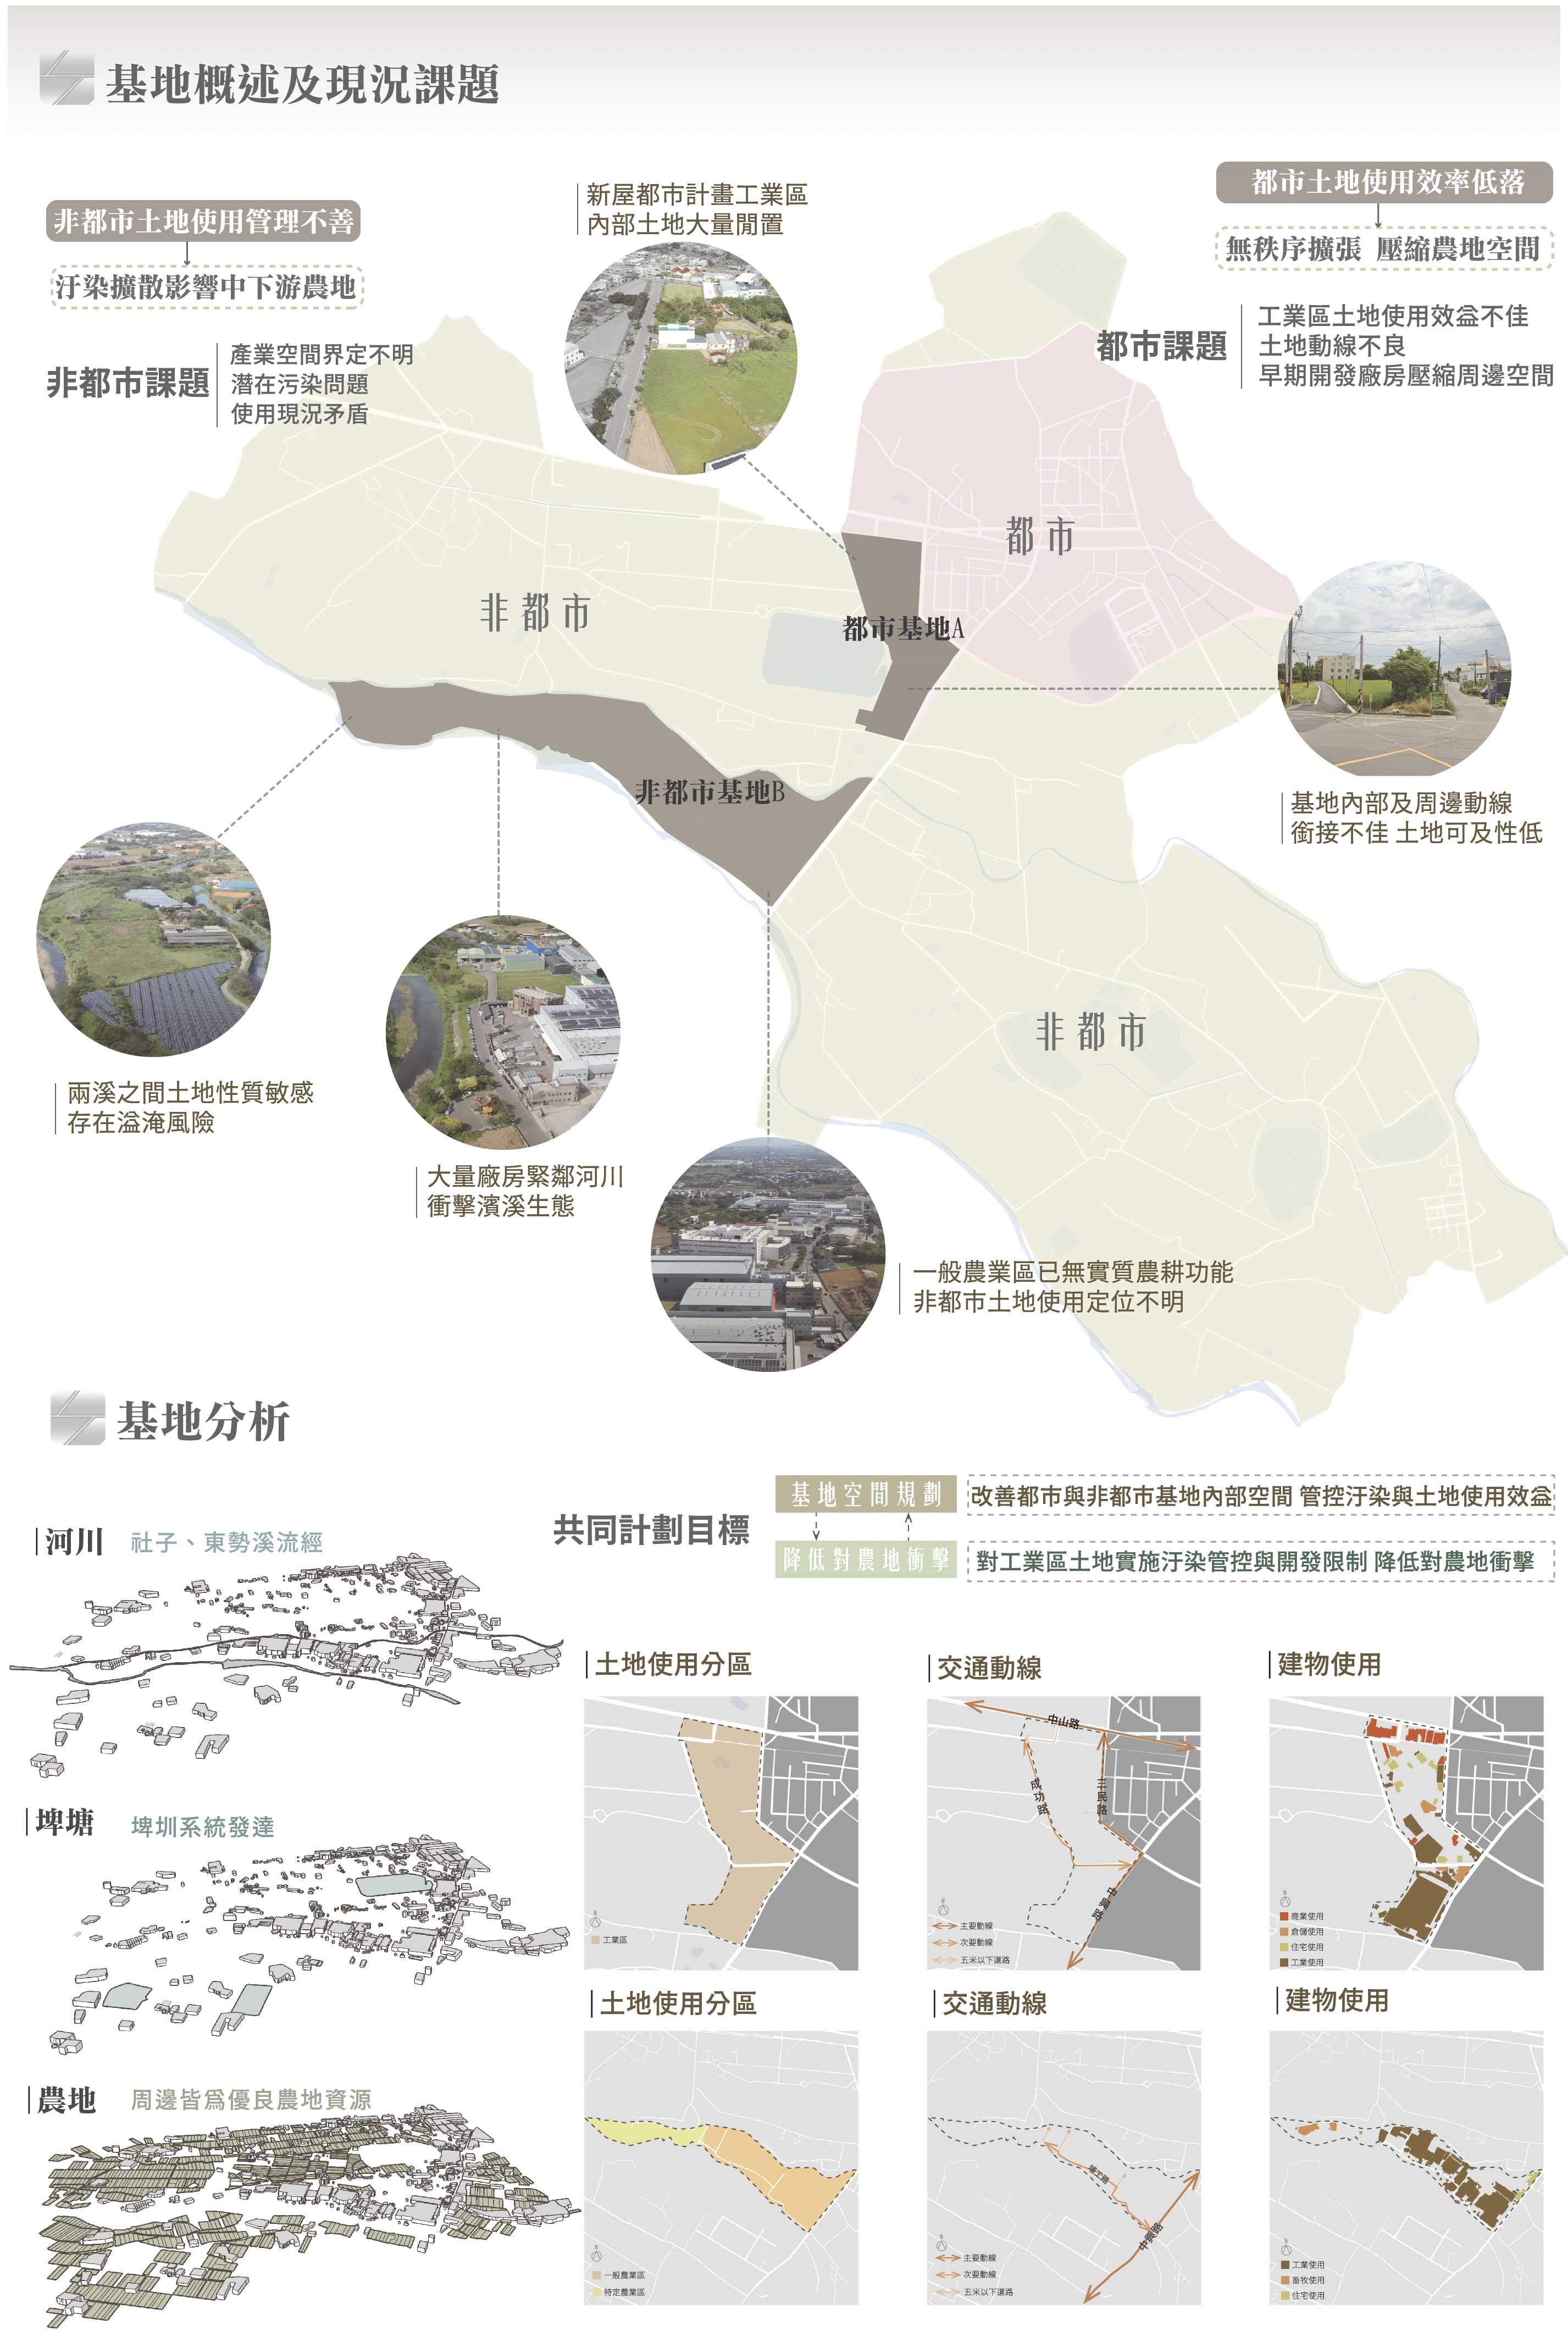 基地概述及現況課題
非都市土地使用管理不善
汙染擴散影響中下游農地
非都市課題
產業空間界定不明
潛在污染問題
使用現況矛盾
新屋都市計畫工業區
內部土地大量閒置
都市土地使用效率低落
無秩序擴張 壓縮農地空間
都市課題
工業區土地使用效益不佳
土地動線不良
早期開發廠房壓縮周邊空間
都市
非都市
都市基地A
非都市基地B
基地內部及周邊動線
銜接不佳 土地可及性低
非都市
兩溪之間土地性質敏感
存在溢淹風險
大量廠房緊鄰河川
衝擊濱溪生態
一般農業區已無實質農耕功能
非都市土地使用定位不明
基地分析
共同計劃目標
基地空間規劃
改善都市與非都市基地內部空間 管控汙染與土地使用效益
降低對農地衝擊
對工業區土地實施汙染管控與開發限制 降低對農地衝擊
河川
社子、東勢溪流經
埤塘
埤圳系統發達
農地
周邊皆為優良農地資源
土地使用分區
N
工業區
交通動線
中山路
成功路
三民路
中興路
N
主要動線
次要動線
五米以下道路
建物使用
N
商業使用
倉儲使用
住宅使用
工業使用
土地使用分區
N
一般農業區
特定農業區
交通動線
中興路
N
主要動線
次要動線
五米以下道路
建物使用
N
工業使用
畜牧使用
住宅使用